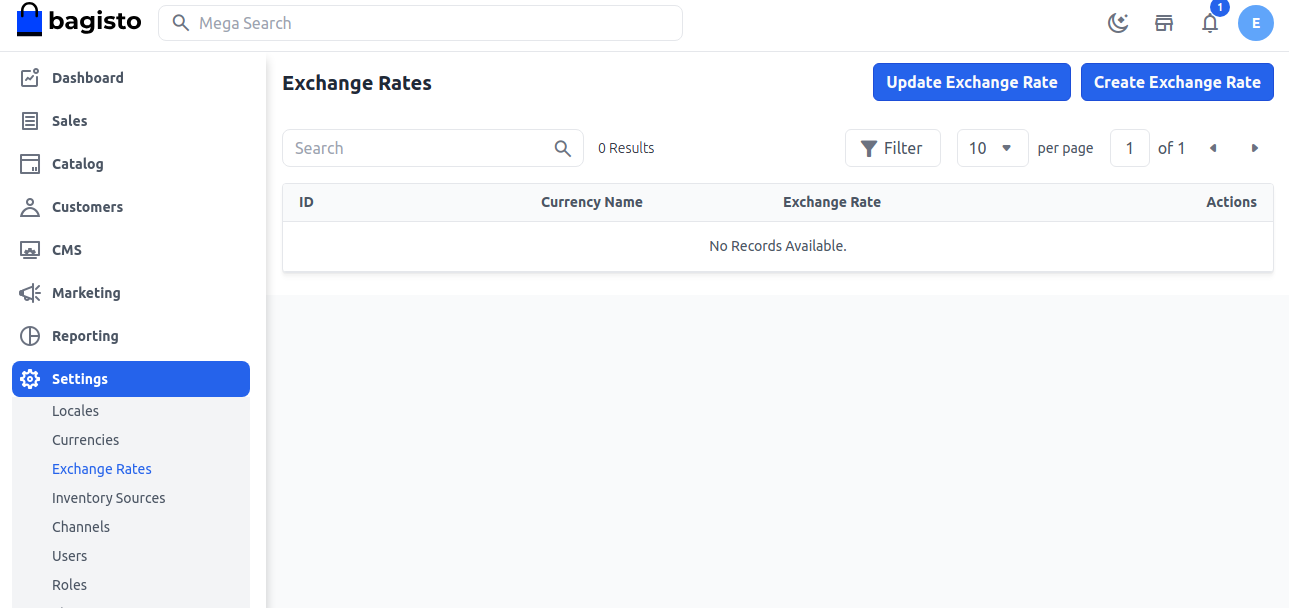 bagisto
Mega Search
1
E
Dashboard
Sales
Catalog
Customers
CMS
Marketing
Reporting
Settings
Locales
Currencies
Exchange Rates
Inventory Sources
Channels
Users
Roles
Exchange Rates
Update Exchange Rate
Create Exchange Rate
Search
0 Results
Filter
10
per page
1
of 1
ID Currency Name Exchange Rate Actions
No Records Available.